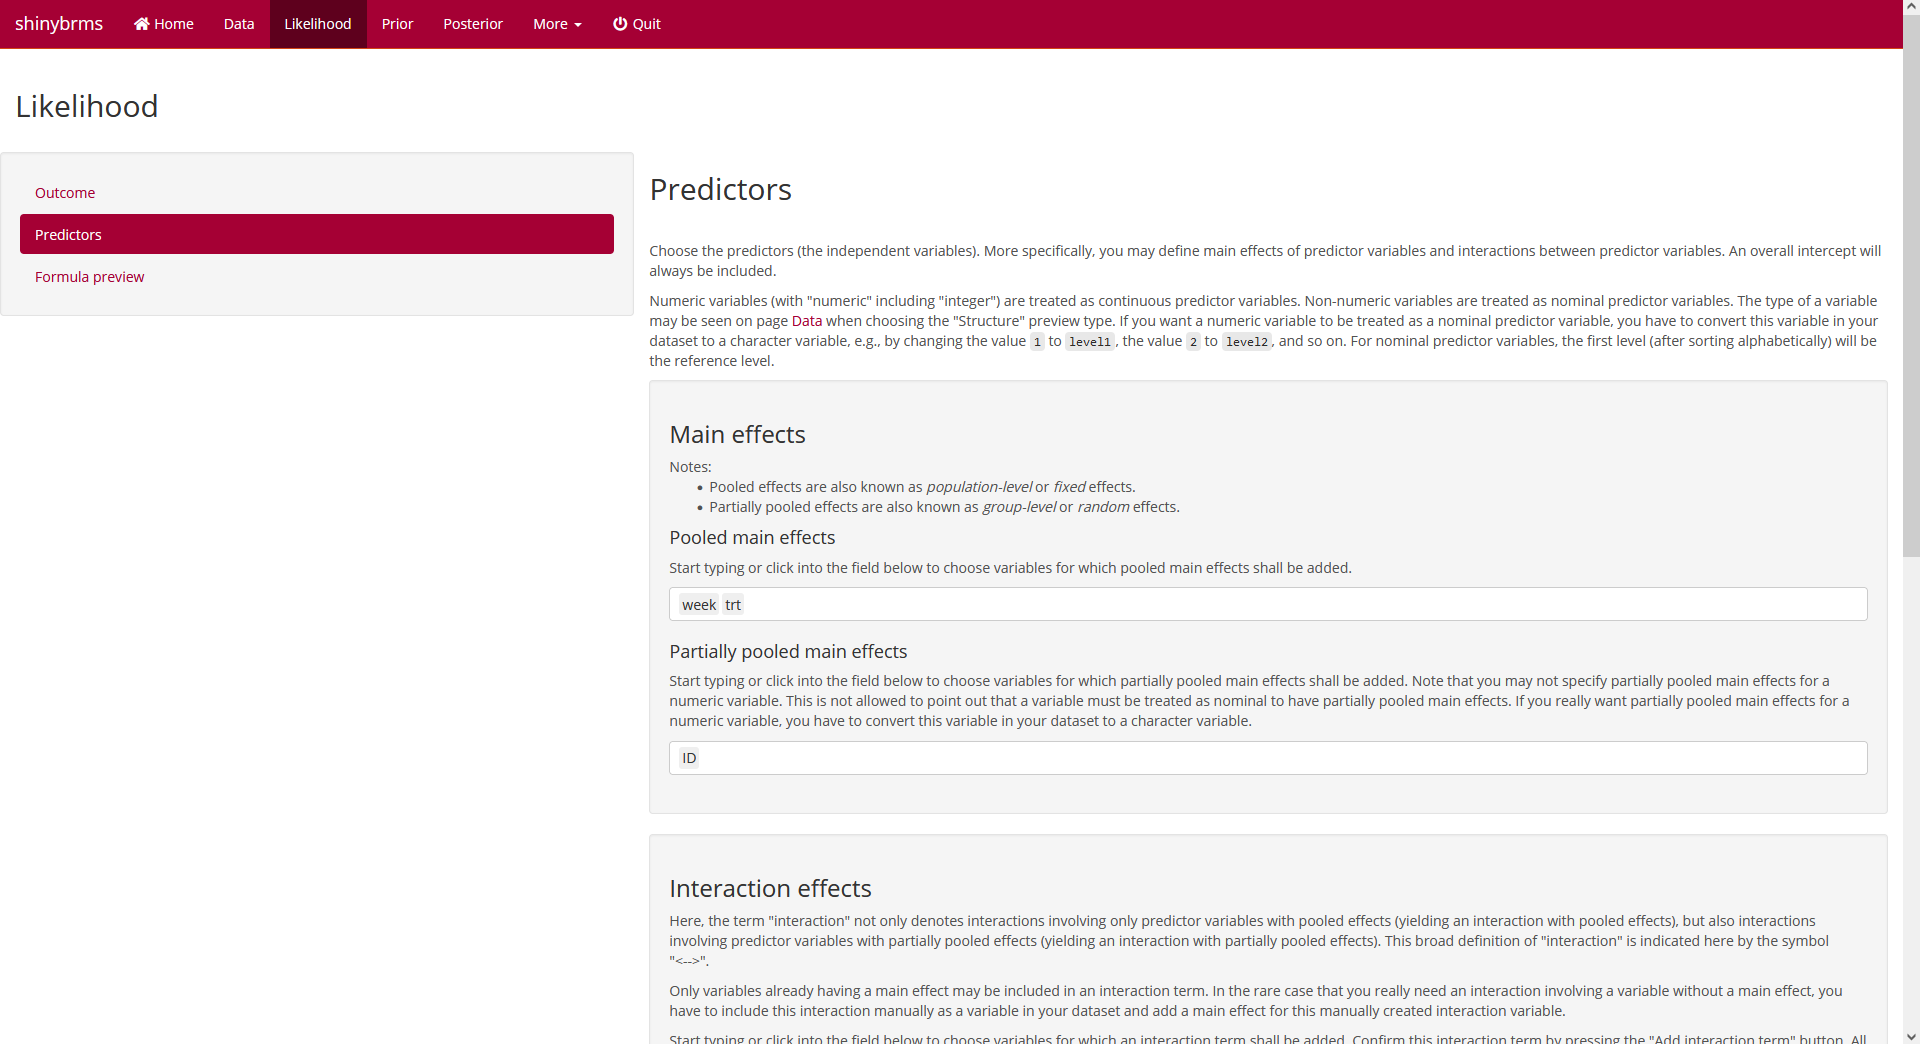 shinybrms Home Data Likelihood Prior Posterior More Quit
Likelihood
Outcome
Predictors
Formula preview
Predictors
Choose the predictors (the independent variables). More specifically, you may define main effects of predictor variables and interactions between predictor variables. An overall intercept will
always be included.
Numeric variables (with "numeric" including "integer") are treated as continuous predictor variables. Non-numeric variables are treated as nominal predictor variables. The type of a variable
may be seen on page Data when choosing the "Structure" preview type. If you want a numeric variable to be treated as a nominal predictor variable, you have to convert this variable in your
dataset to a character variable, e.g., by changing the value 1 to level1, the value 2 to level2, and so on. For nominal predictor variables, the first level (after sorting alphabetically) will be
the reference level.
Main effects
Notes:
• Pooled effects are also known as population-level or fixed effects.
• Partially pooled effects are also known as group-level or random effects.
Pooled main effects
Start typing or click into the field below to choose variables for which pooled main effects shall be added.
week trt
Partially pooled main effects
Start typing or click into the field below to choose variables for which partially pooled main effects shall be added. Note that you may not specify partially pooled main effects for a
numeric variable. This is not allowed to point out that a variable must be treated as nominal to have partially pooled main effects. If you really want partially pooled main effects for a
numeric variable, you have to convert this variable in your dataset to a character variable.
ID
Interaction effects
Here, the term "interaction" not only denotes interactions involving only predictor variables with pooled effects (yielding an interaction with pooled effects), but also interactions
involving predictor variables with partially pooled effects (yielding an interaction with partially pooled effects). This broad definition of "interaction" is indicated here by the symbol
"<-->".
Only variables already having a main effect may be included in an interaction term. In the rare case that you really need an interaction involving a variable without a main effect, you
have to include this interaction manually as a variable in your dataset and add a main effect for this manually created interaction variable.
Start typing or click into the field below to choose variables for which an interaction term shall be added. Confirm this interaction term by pressing the "Add interaction term" button. All